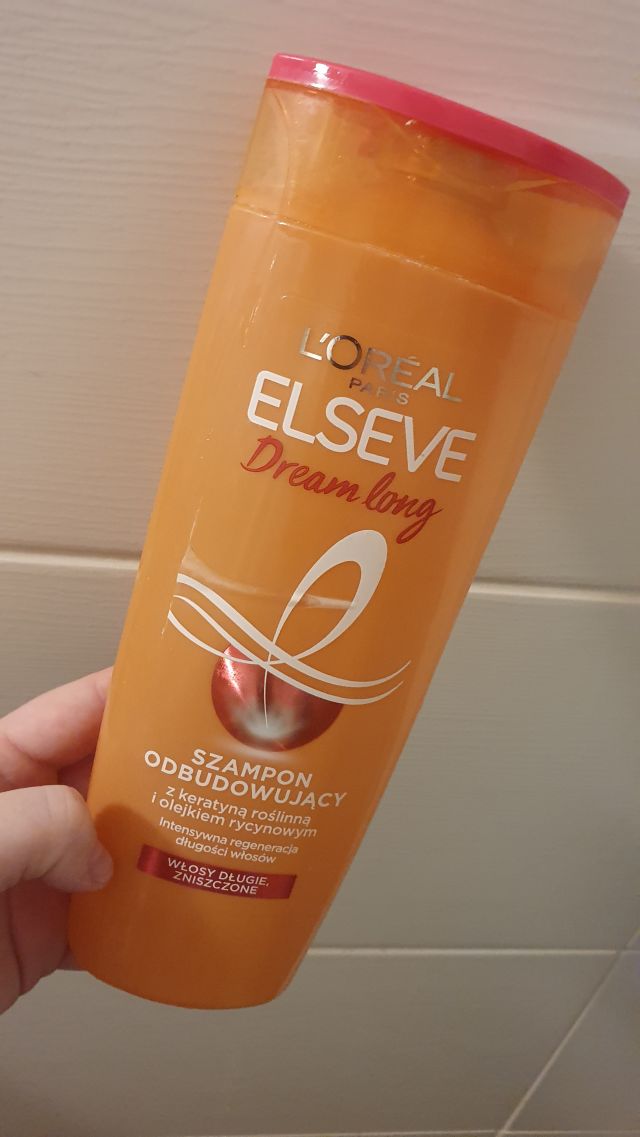 L'ORÉAL
PARIS
ELSEVE
Dream long
SZAMPON
ODBUDOWUJĄCY
z keratyną roślinną
i olejkiem rycynowym
Intensywna regeneracja
długości włosów
WŁOSY DŁUGIE,
ZNISZCZONE